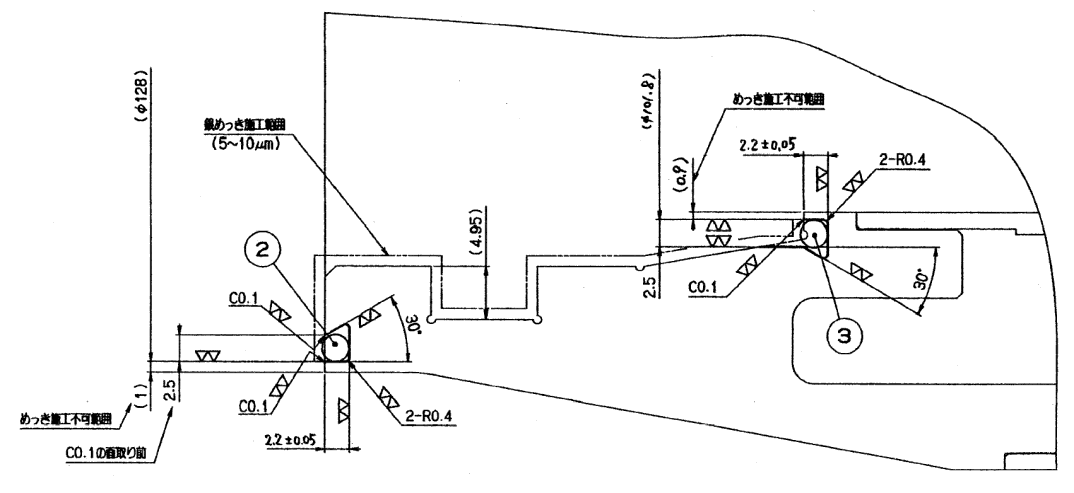 (φ128)
銀めっき施工範囲
(5~10μm)
(φ101.8)
めっき施工不可範囲
2.2±0.05
2-R0.4
(0.9)
(4.95)
2
C0.1
30°
2.5
C0.1
30°
3
(1)
2.5
C0.1
2-R0.4
めっき施工不可範囲
C0.1の面取り前
2.2±0.05